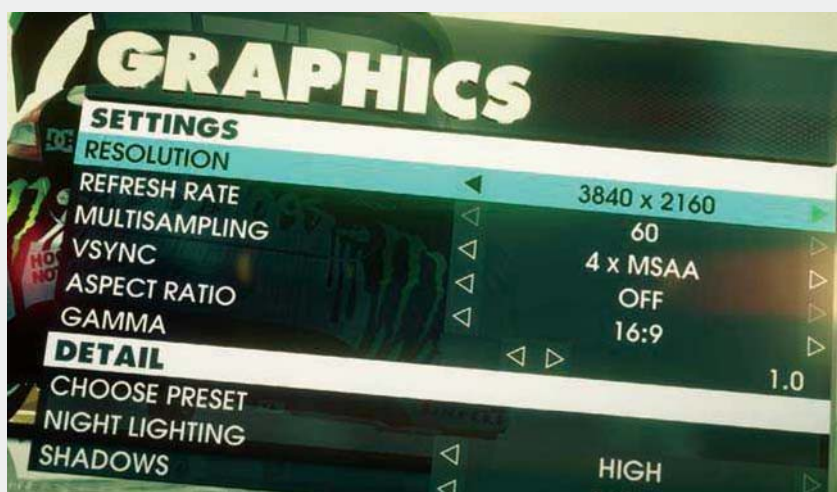 GRAPHICS
SETTINGS
RESOLUTION 3840 x 2160
REFRESH RATE 60
MULTISAMPLING 4 x MSAA
VSYNC OFF
ASPECT RATIO 16:9
GAMMA 1.0
DETAIL
CHOOSE PRESET
NIGHT LIGHTING HIGH
SHADOWS